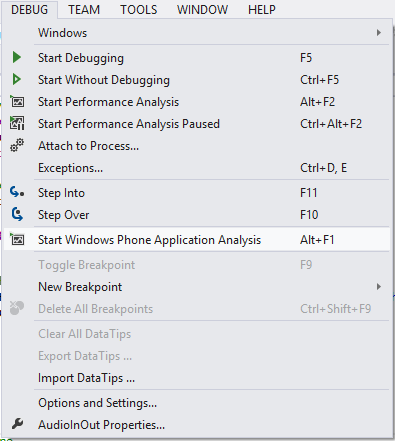 DEBUG TEAM TOOLS WINDOW HELP
Windows
Start Debugging F5
Start Without Debugging Ctrl+F5
Start Performance Analysis Alt+F2
Start Performance Analysis Paused Ctrl+Alt+F2
Attach to Process...
Exceptions... Ctrl+D, E
Step Into F11
Step Over F10
Start Windows Phone Application Analysis Alt+F1
Toggle Breakpoint F9
New Breakpoint
Delete All Breakpoints Ctrl+Shift+F9
Clear All DataTips
Export DataTips ...
Import DataTips ...
Options and Settings...
AudioInOut Properties...